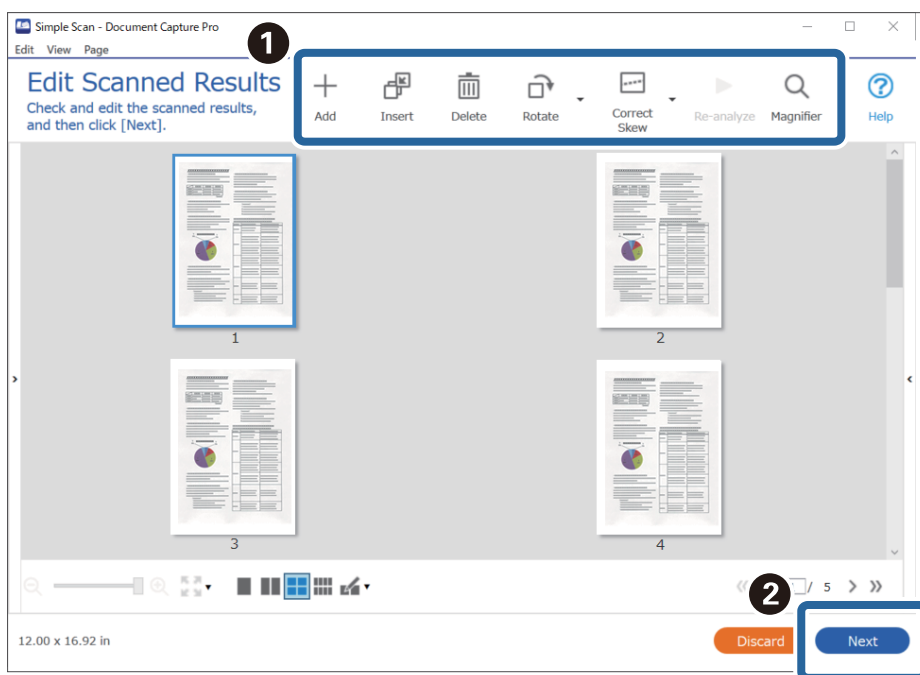 Simple Scan - Document Capture Pro
Edit View Page
1
Edit Scanned Results
Check and edit the scanned results,
and then click [Next].
Add
Insert
Delete
Rotate
Correct
Skew
Re-analyze
Magnifier
Help
1
2
3
4
2
/ 5
12.00 x 16.92 in
Discard
Next